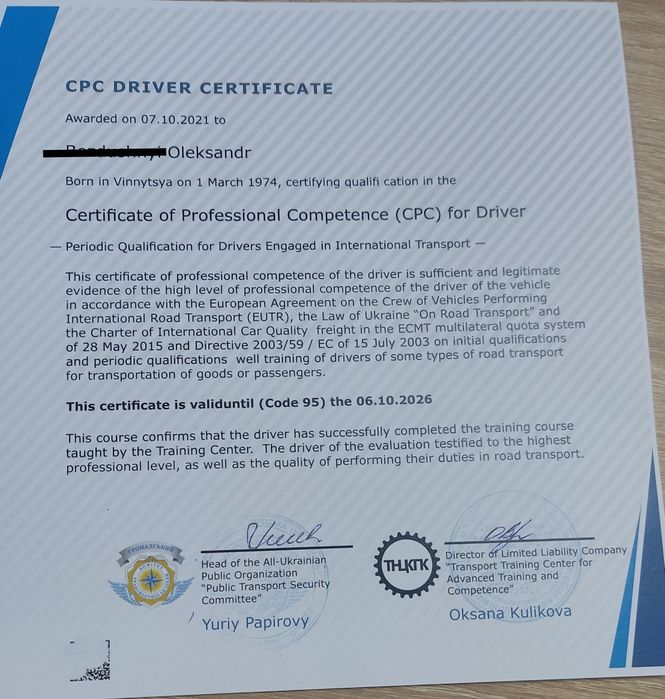 CPC DRIVER CERTIFICATE
Awarded on 07.10.2021 to
Oleksandr
Born in Vinnytsya on 1 March 1974, certifying qualifi cation in the
Certificate of Professional Competence (CPC) for Driver
— Periodic Qualification for Drivers Engaged in International Transport —
This certificate of professional competence of the driver is sufficient and legitimate
evidence of the high level of professional competence of the driver of the vehicle
in accordance with the European Agreement on the Crew of Vehicles Performing
International Road Transport (EUTR), the Law of Ukraine “On Road Transport” and
the Charter of International Car Quality freight in the ECMT multilateral quota system
of 28 May 2015 and Directive 2003/59 / EC of 15 July 2003 on initial qualifications
and periodic qualifications well training of drivers of some types of road transport
for transportation of goods or passengers.
This certificate is validuntil (Code 95) the 06.10.2026
This course confirms that the driver has successfully completed the training course
taught by the Training Center. The driver of the evaluation testified to the highest
professional level, as well as the quality of performing their duties in road transport.
ГРОМАДСЬКИЙ
Head of the All-Ukrainian
Public Organization
“Public Transport Security
Committee”
Yuriy Papirovy
ТНЦКПК
Director of Limited Liability Company
“Transport Training Center for
Advanced Training and
Competence”
Oksana Kulikova